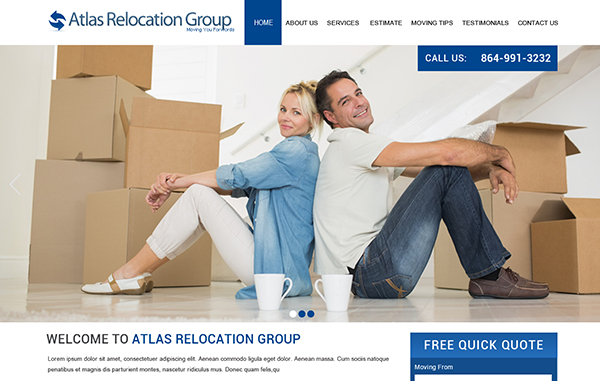 Atlas Relocation Group
Moving You Forwards
HOME ABOUT US SERVICES ESTIMATE MOVING TIPS TESTIMONIALS CONTACT US
CALL US: 864-991-3232
WELCOME TO ATLAS RELOCATION GROUP
Lorem ipsum dolor sit amet, consectetuer adipiscing elit. Aenean commodo ligula eget dolor. Aenean massa. Cum sociis natoque
penatibus et magnis dis parturient montes, nascetur ridiculus mus. Donec quam felis,qu
FREE QUICK QUOTE
Moving From